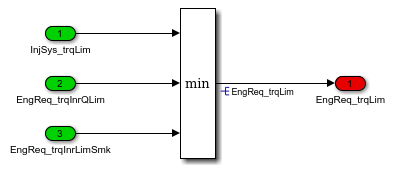 1
InjSys_trqLim
2
EngReq_trqInrQLim
3
EngReq_trqInrLimSmk
min
EngReq_trqLim
1
EngReq_trqLim